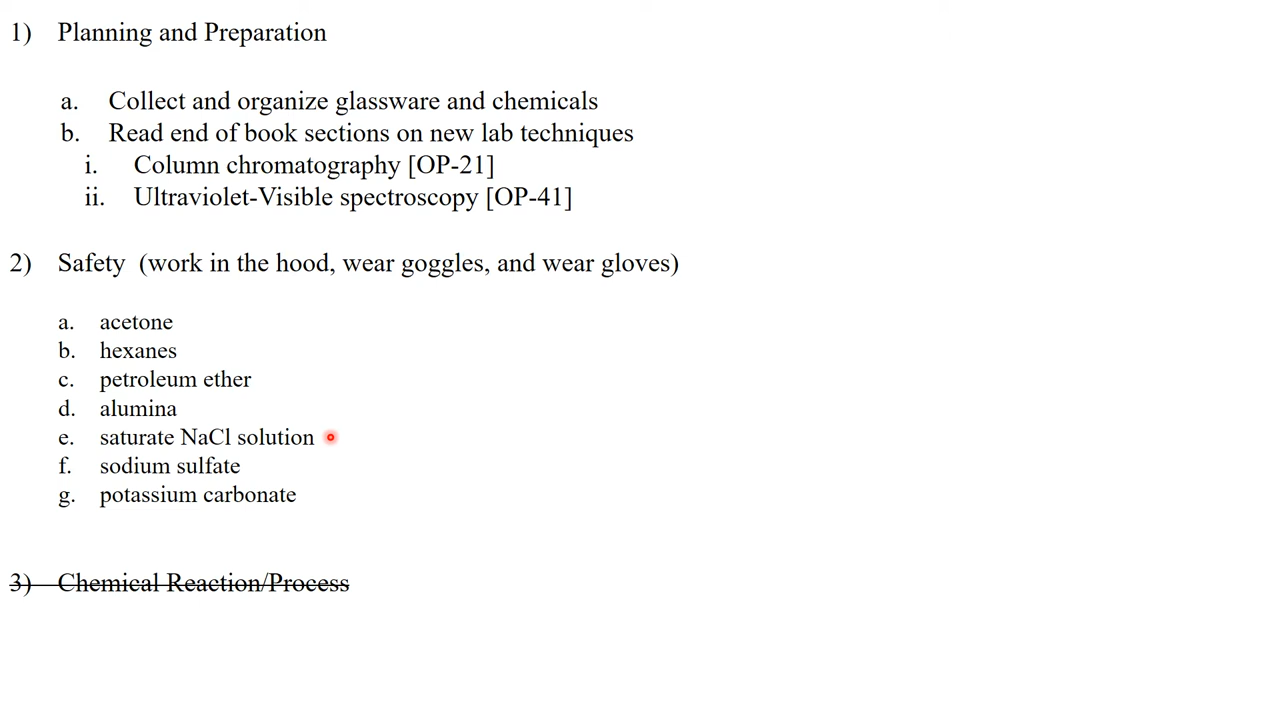 1) Planning and Preparation
a. Collect and organize glassware and chemicals
b. Read end of book sections on new lab techniques
i. Column chromatography [OP-21]
ii. Ultraviolet-Visible spectroscopy [OP-41]
2) Safety (work in the hood, wear goggles, and wear gloves)
a. acetone
b. hexanes
c. petroleum ether
d. alumina
e. saturate NaCl solution
f. sodium sulfate
g. potassium carbonate
3) Chemical Reaction/Process